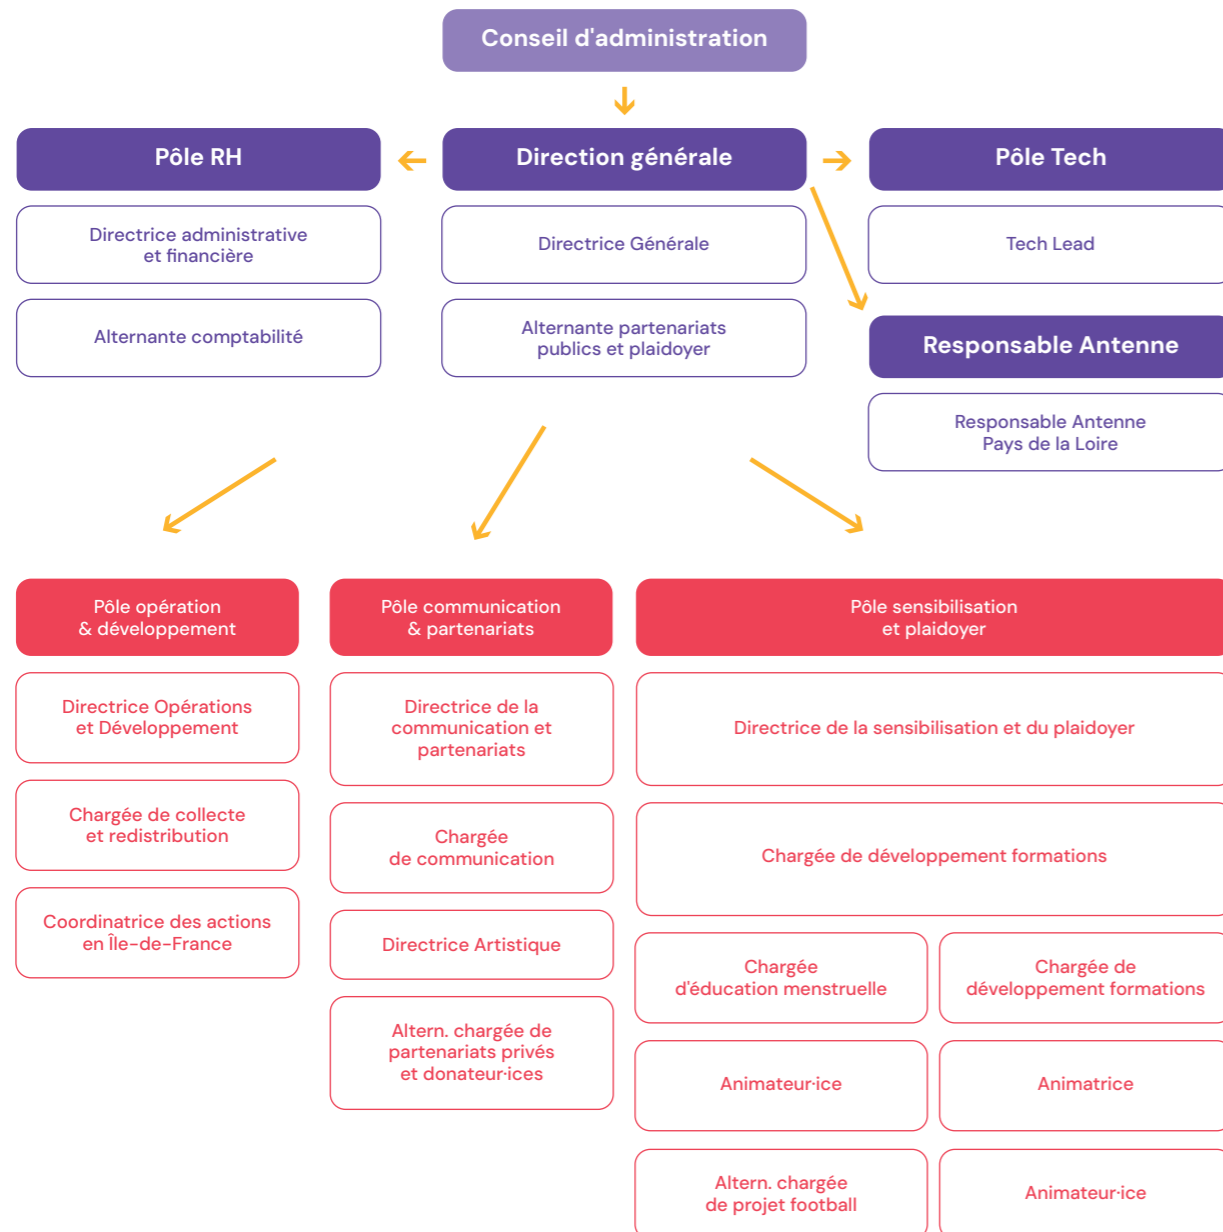 Conseil d'administration
Pôle RH
Direction générale
Pôle Tech
Directrice administrative
et financière
Directrice Générale
Tech Lead
Alternante comptabilité
Alternante partenariats
publics et plaidoyer
Responsable Antenne
Responsable Antenne
Pays de la Loire
Pôle opération
& développement
Directrice Opérations
et Développement
Chargée de collecte
et redistribution
Coordinatrice des actions
en Île-de-France
Pôle communication
& partenariats
Directrice de la
communication et
partenariats
Chargée
de communication
Directrice Artistique
Altern. chargée de
partenariats privés
et donateur·ices
Pôle sensibilisation
et plaidoyer
Directrice de la sensibilisation et du plaidoyer
Chargée de développement formations
Chargée
d'éducation menstruelle
Chargée de
développement formations
Animateur·ice
Animatrice
Altern. chargée
de projet football
Animateur·ice